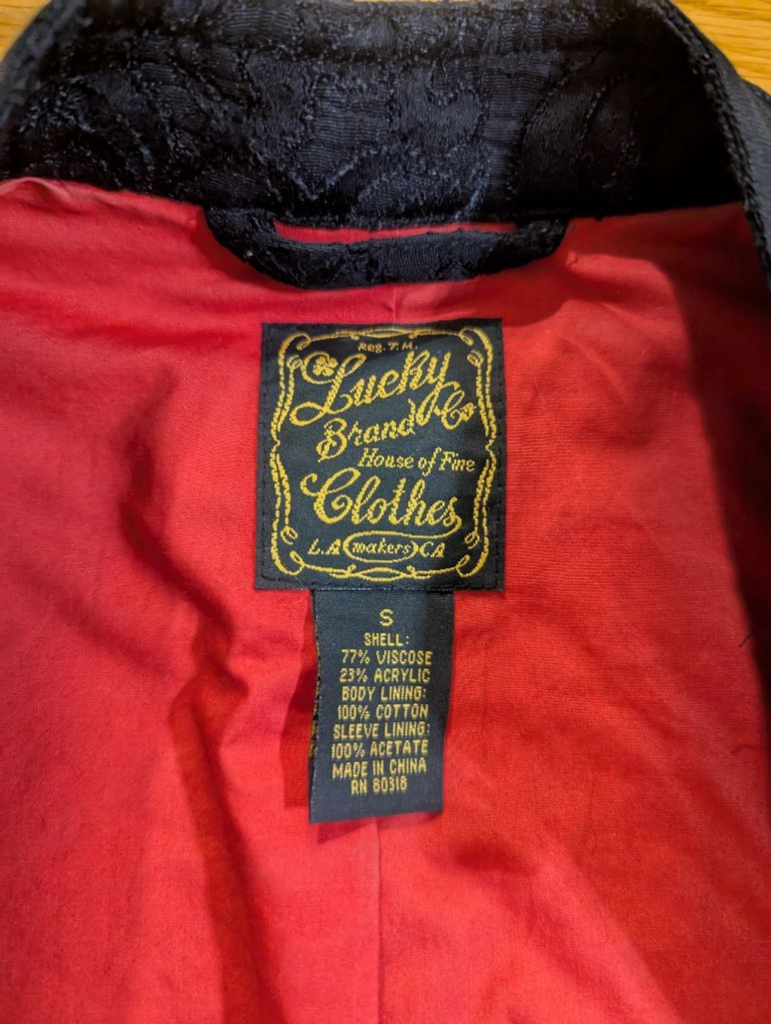 Reg. T.M.
Lucky
Brand Co
House of Fine
Clothes
L.A makers CA
S
SHELL:
77% VISCOSE
23% ACRYLIC
BODY LINING:
100% COTTON
SLEEVE LINING:
100% ACETATE
MADE IN CHINA
RN 80318